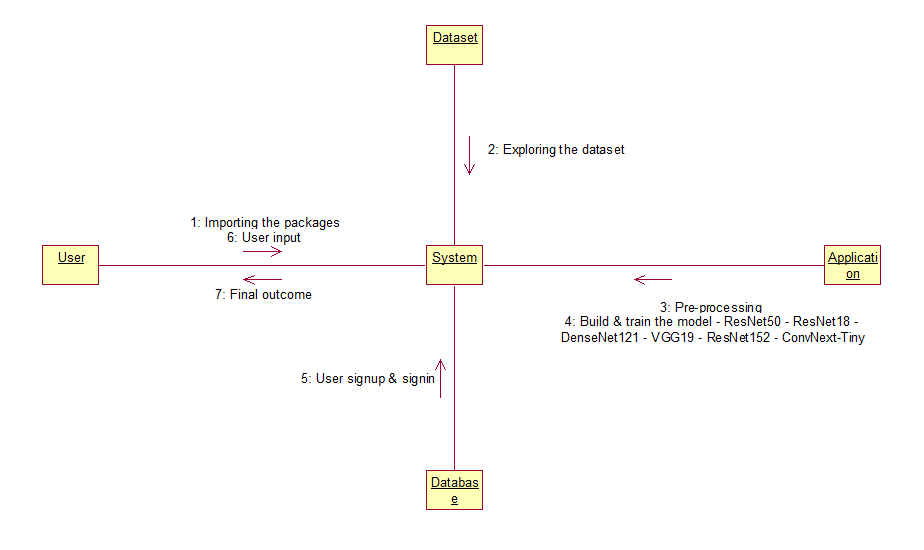 Dataset
2: Exploring the dataset
1: Importing the packages
6: User input
User
System
Applicati
on
7: Final outcome
3: Pre-processing
4: Build & train the model - ResNet50 - ResNet18 -
DenseNet121 - VGG19 - ResNet152 - ConvNext-Tiny
5: User signup & signin
Databas
e